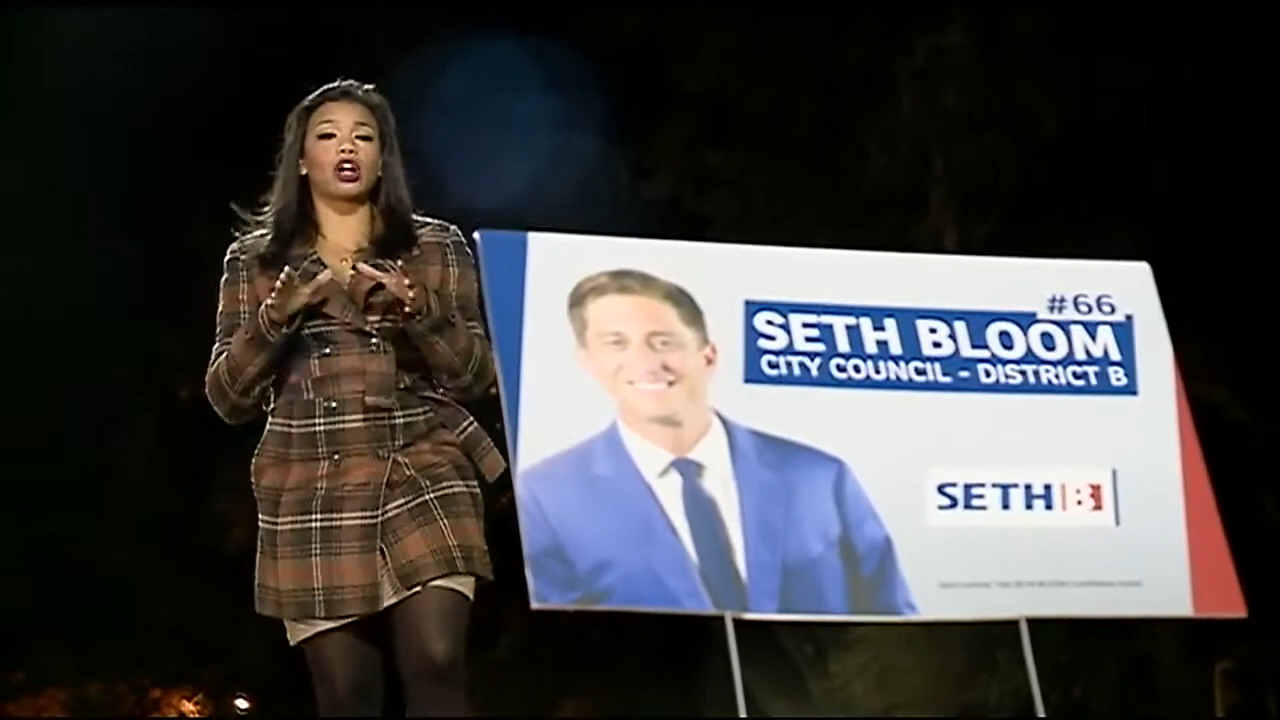 #66
SETH BLOOM
CITY COUNCIL - DISTRICT B
SETH B